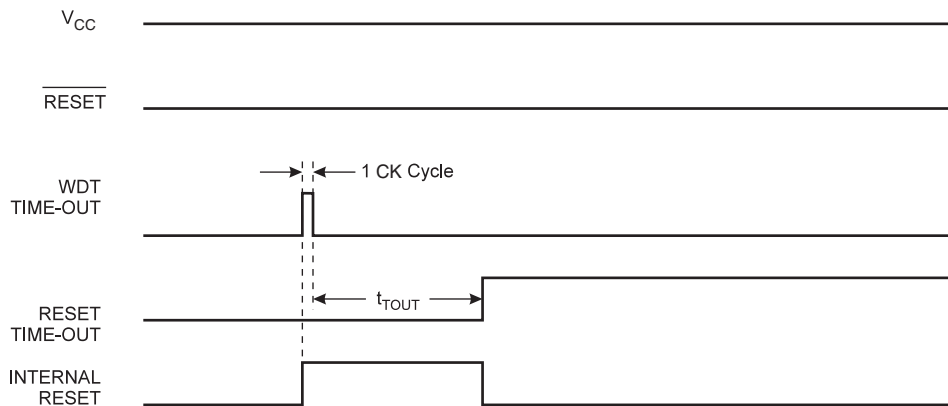 VCC
RESET
1 CK Cycle
WDT
TIME-OUT
tTOUT
RESET
TIME-OUT
INTERNAL
RESET